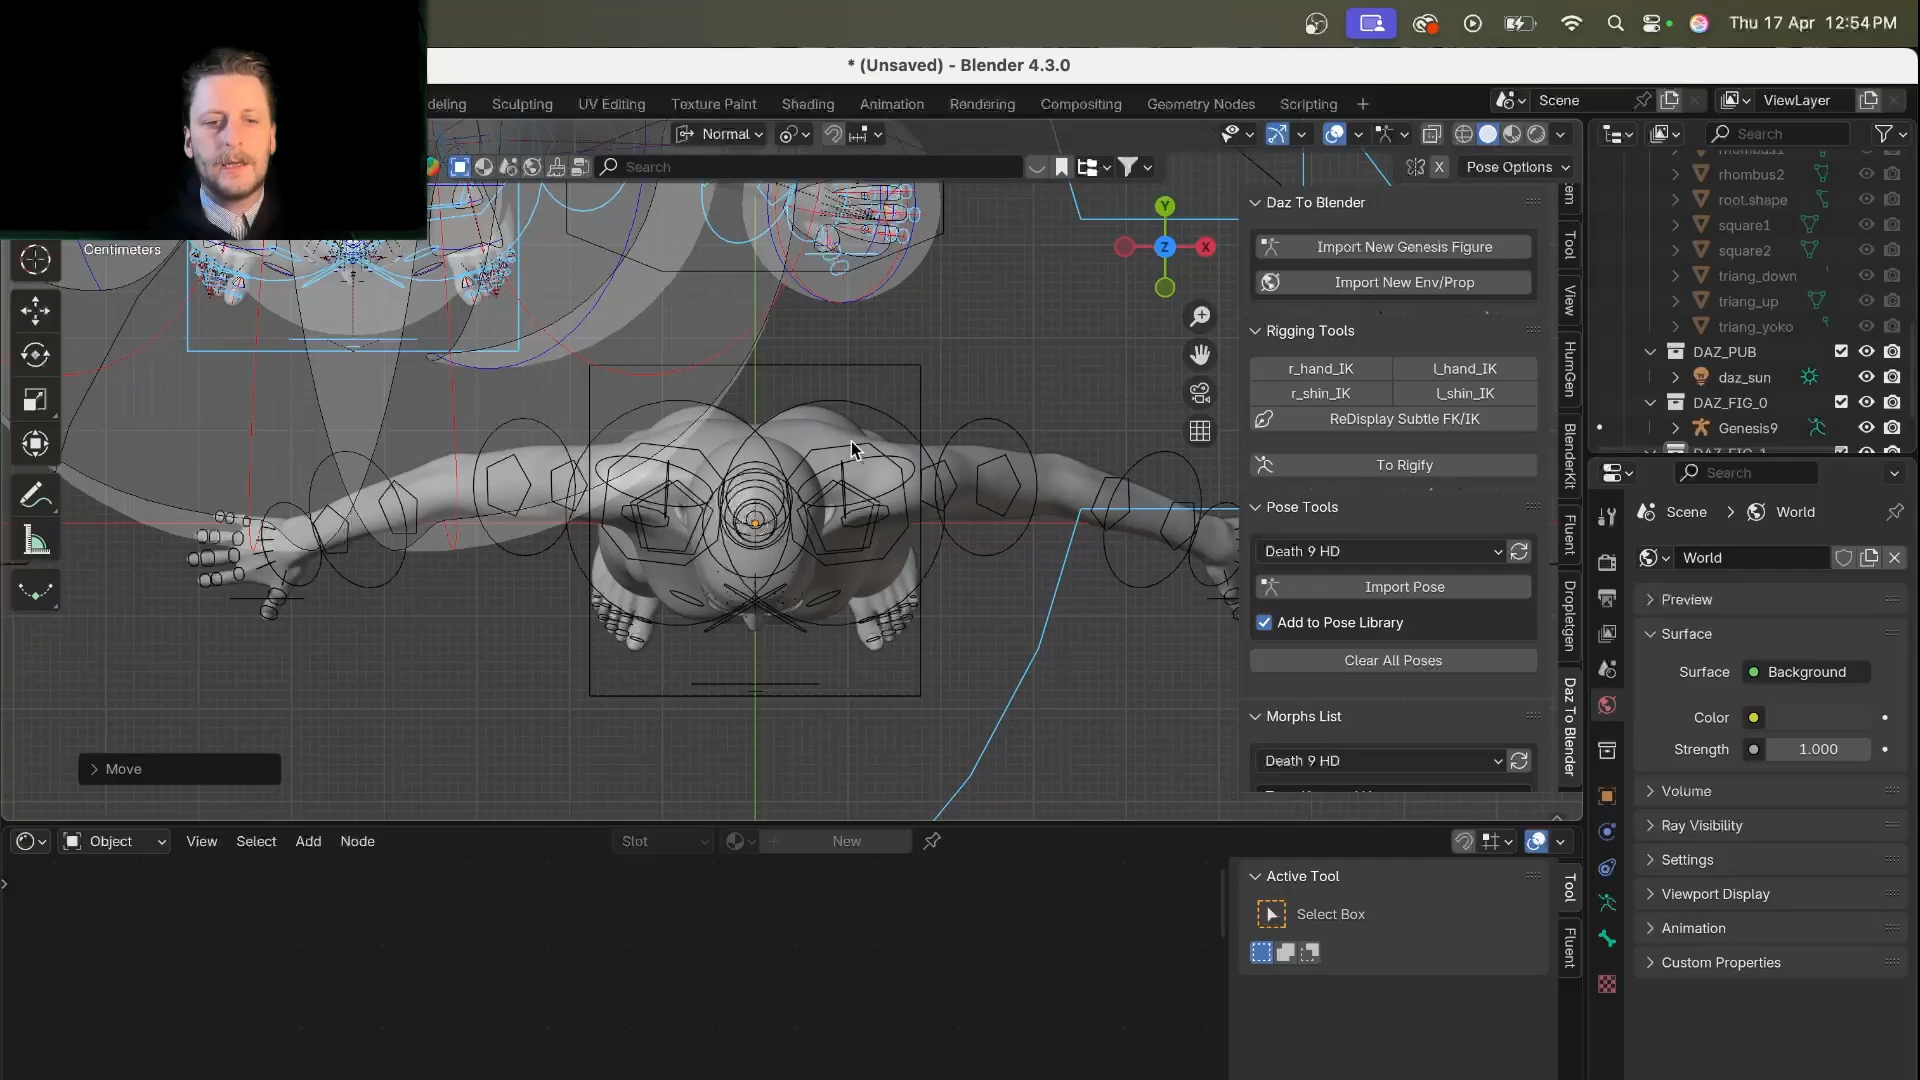 Thu 17 Apr 12:54 PM
* (Unsaved) - Blender 4.3.0
deling Sculpting UV Editing Texture Paint Shading Animation Rendering Compositing Geometry Nodes Scripting +
Scene
ViewLayer
Normal
Search
Search
X
Pose Options
Centimeters
Y
Z
X
Daz To Blender
Import New Genesis Figure
Import New Env/Prop
Rigging Tools
r_hand_IK
l_hand_IK
r_shin_IK
l_shin_IK
ReDisplay Subtle FK/IK
To Rigify
Pose Tools
Death 9 HD
Import Pose
Add to Pose Library
Clear All Poses
Morphs List
Death 9 HD
Tool
View
HumGen
BlenderKit
Fluent
Dropletgen
Daz To Blender
rhombus1
rhombus2
root.shape
square1
square2
triang_down
triang_up
triang_yoko
DAZ_PUB
daz_sun
DAZ_FIG_0
Genesis9
Search
Scene > World
World
Preview
Surface
Surface
Background
Color
Strength
1.000
Volume
Ray Visibility
Settings
Viewport Display
Animation
Custom Properties
Move
Object
View
Select
Add
Node
Slot
New
Active Tool
Select Box
Tool
Fluent